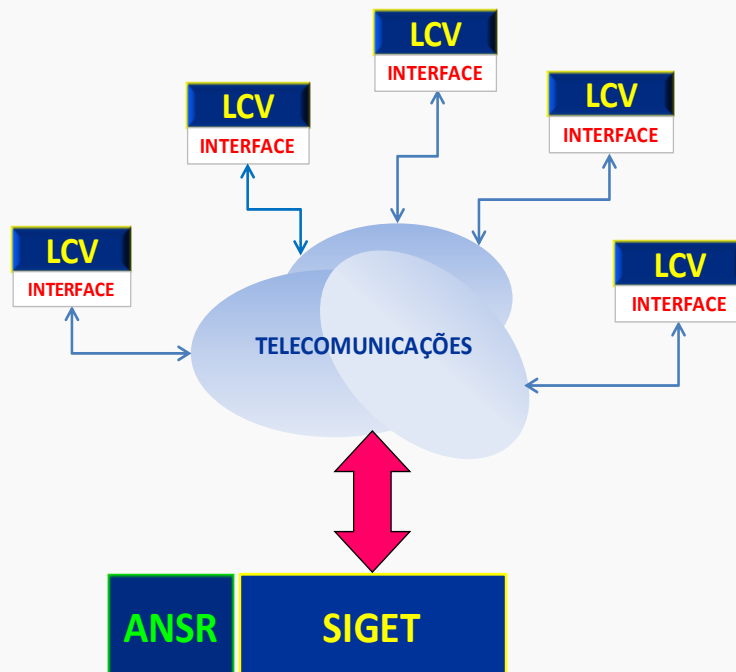 LCV
INTERFACE
LCV
INTERFACE
LCV
INTERFACE
LCV
INTERFACE
LCV
INTERFACE
TELECOMUNICAÇÕES
ANSR
SIGET